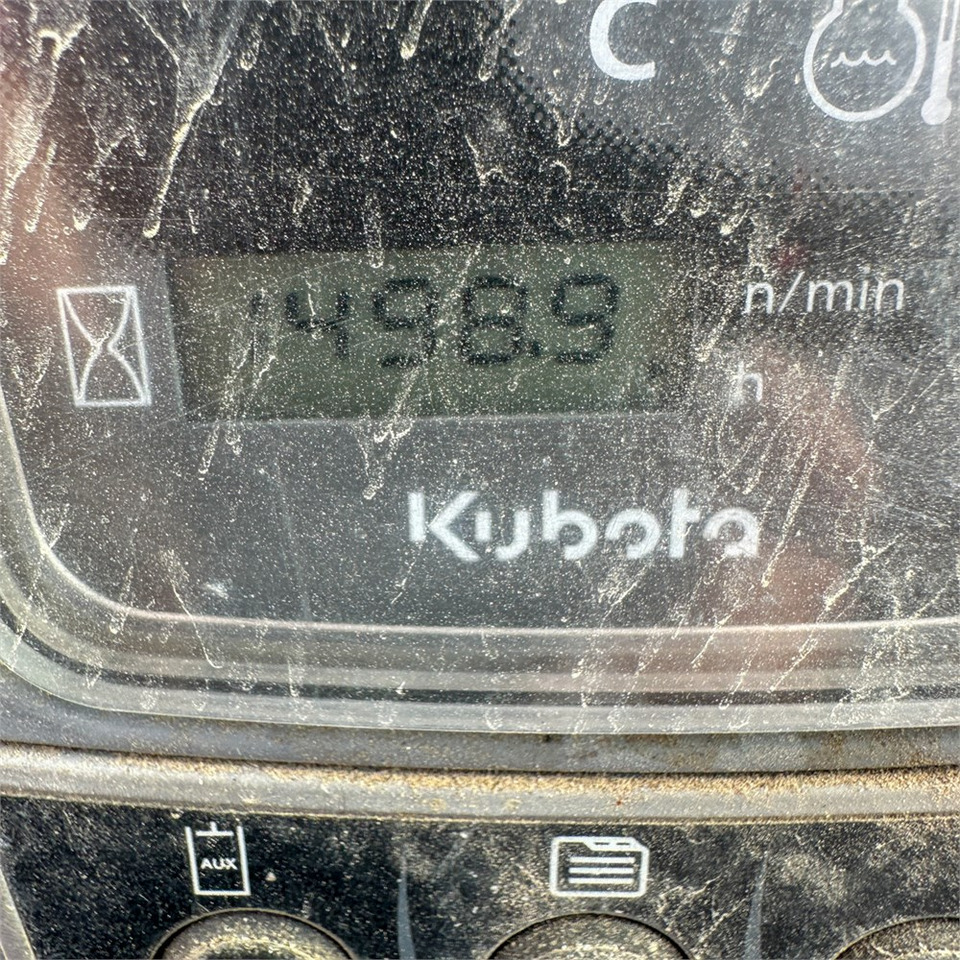 C
1498.9
n/min
h
Kubota
AUX